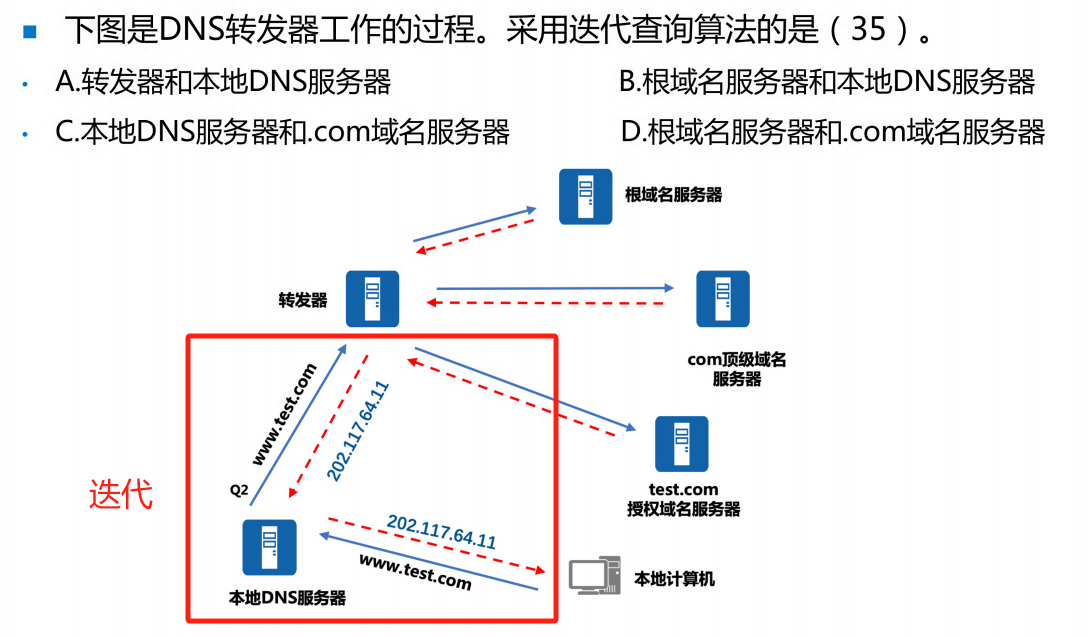 下图是DNS转发器工作的过程。采用迭代查询算法的是（35）。
A.转发器和本地DNS服务器
B.根域名服务器和本地DNS服务器
C.本地DNS服务器和.com域名服务器
D.根域名服务器和.com域名服务器
根域名服务器
转发器
com顶级域名
服务器
www.test.com
202.117.64.11
Q2
迭代
test.com
授权域名服务器
202.117.64.11
www.test.com
本地计算机
本地DNS服务器